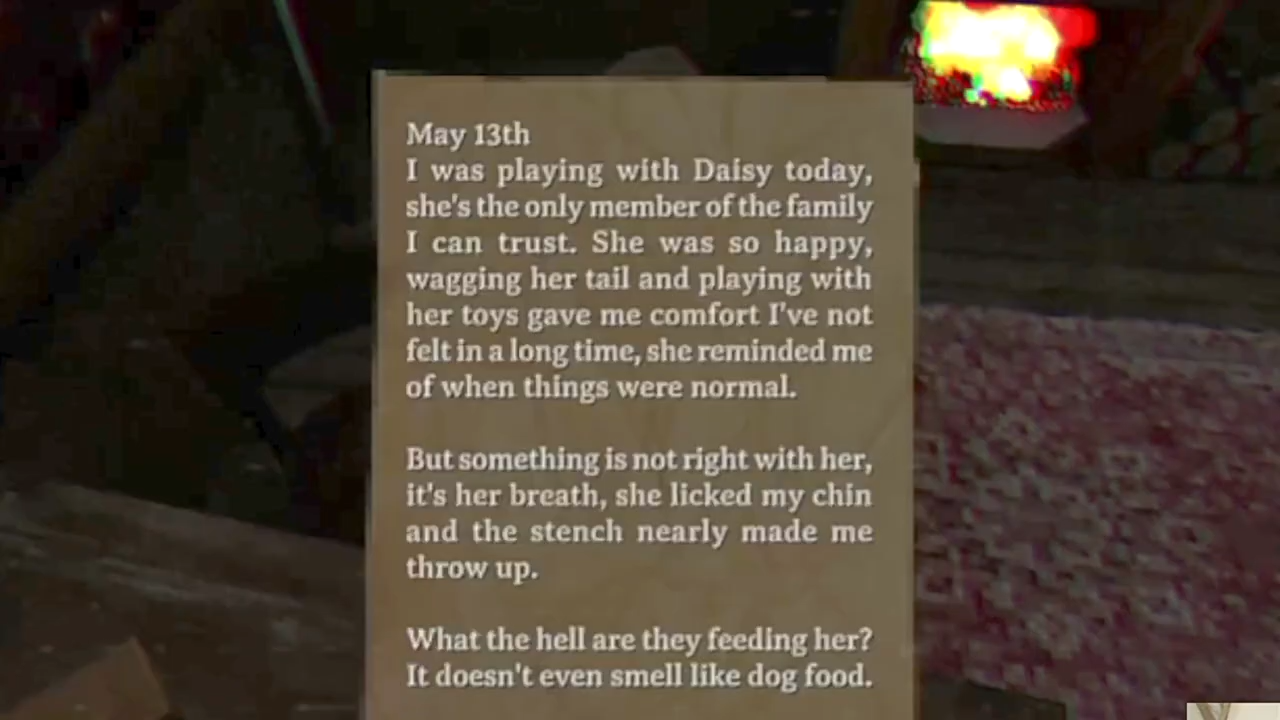 May 13th
I was playing with Daisy today,
she's the only member of the family
I can trust. She was so happy,
wagging her tail and playing with
her toys gave me comfort I've not
felt in a long time, she reminded me
of when things were normal.
But something is not right with her,
it's her breath, she licked my chin
and the stench nearly made me
throw up.
What the hell are they feeding her?
It doesn't even smell like dog food.